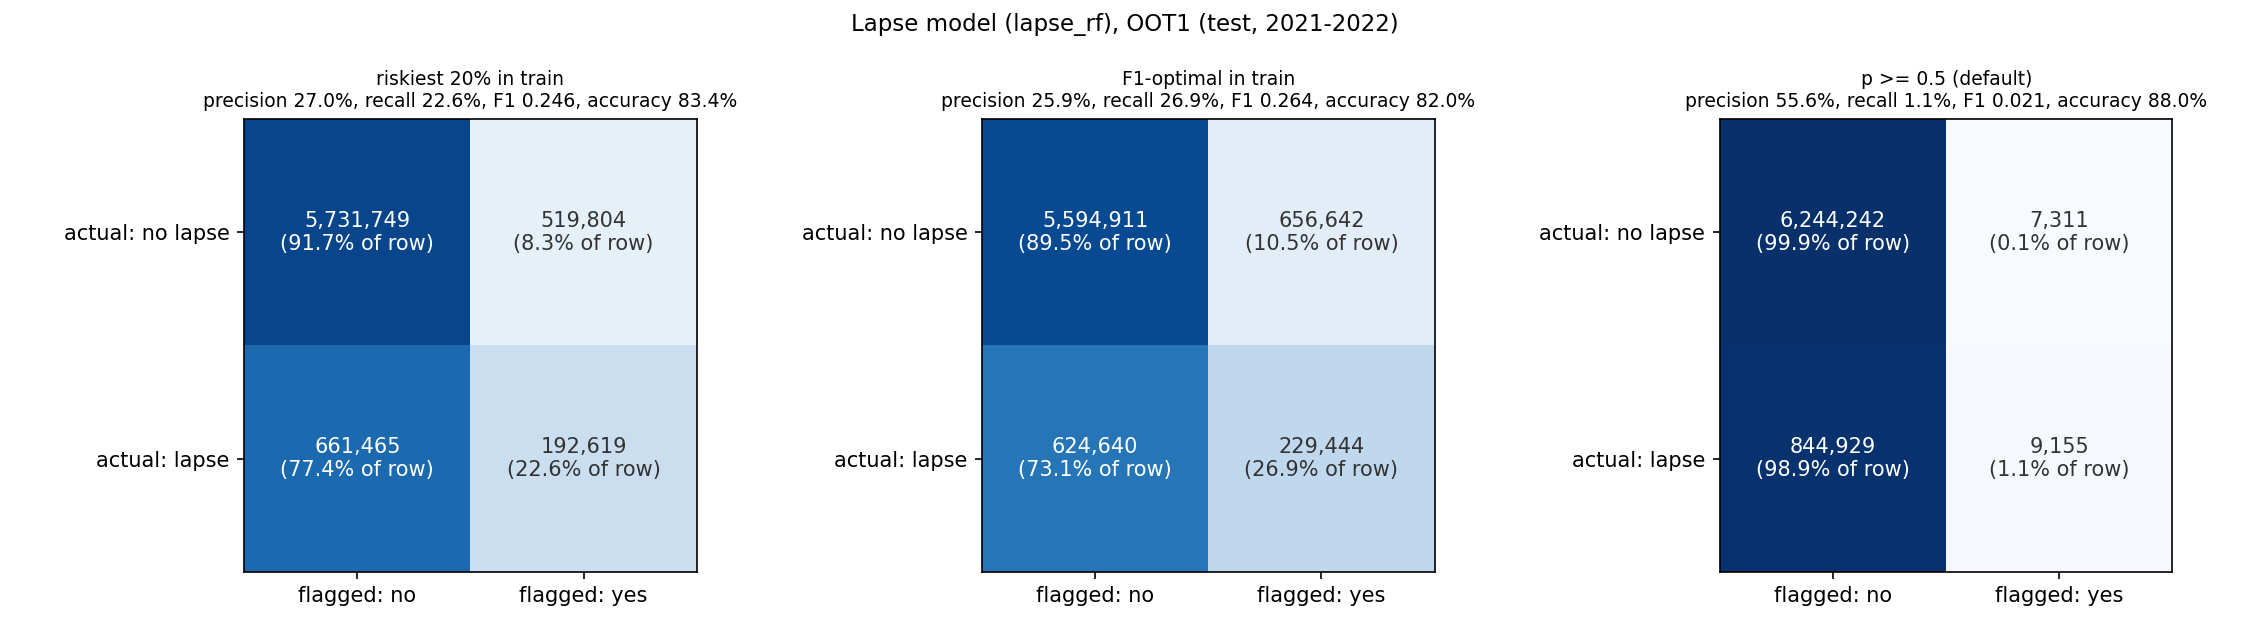 Lapse model (lapse_rf), OOT1 (test, 2021-2022)
riskiest 20% in train
precision 27.0%, recall 22.6%, F1 0.246, accuracy 83.4%
actual: no lapse
5,731,749
(91.7% of row)
519,804
(8.3% of row)
actual: lapse
661,465
(77.4% of row)
192,619
(22.6% of row)
flagged: no
flagged: yes
F1-optimal in train
precision 25.9%, recall 26.9%, F1 0.264, accuracy 82.0%
actual: no lapse
5,594,911
(89.5% of row)
656,642
(10.5% of row)
actual: lapse
624,640
(73.1% of row)
229,444
(26.9% of row)
flagged: no
flagged: yes
p >= 0.5 (default)
precision 55.6%, recall 1.1%, F1 0.021, accuracy 88.0%
actual: no lapse
6,244,242
(99.9% of row)
7,311
(0.1% of row)
actual: lapse
844,929
(98.9% of row)
9,155
(1.1% of row)
flagged: no
flagged: yes